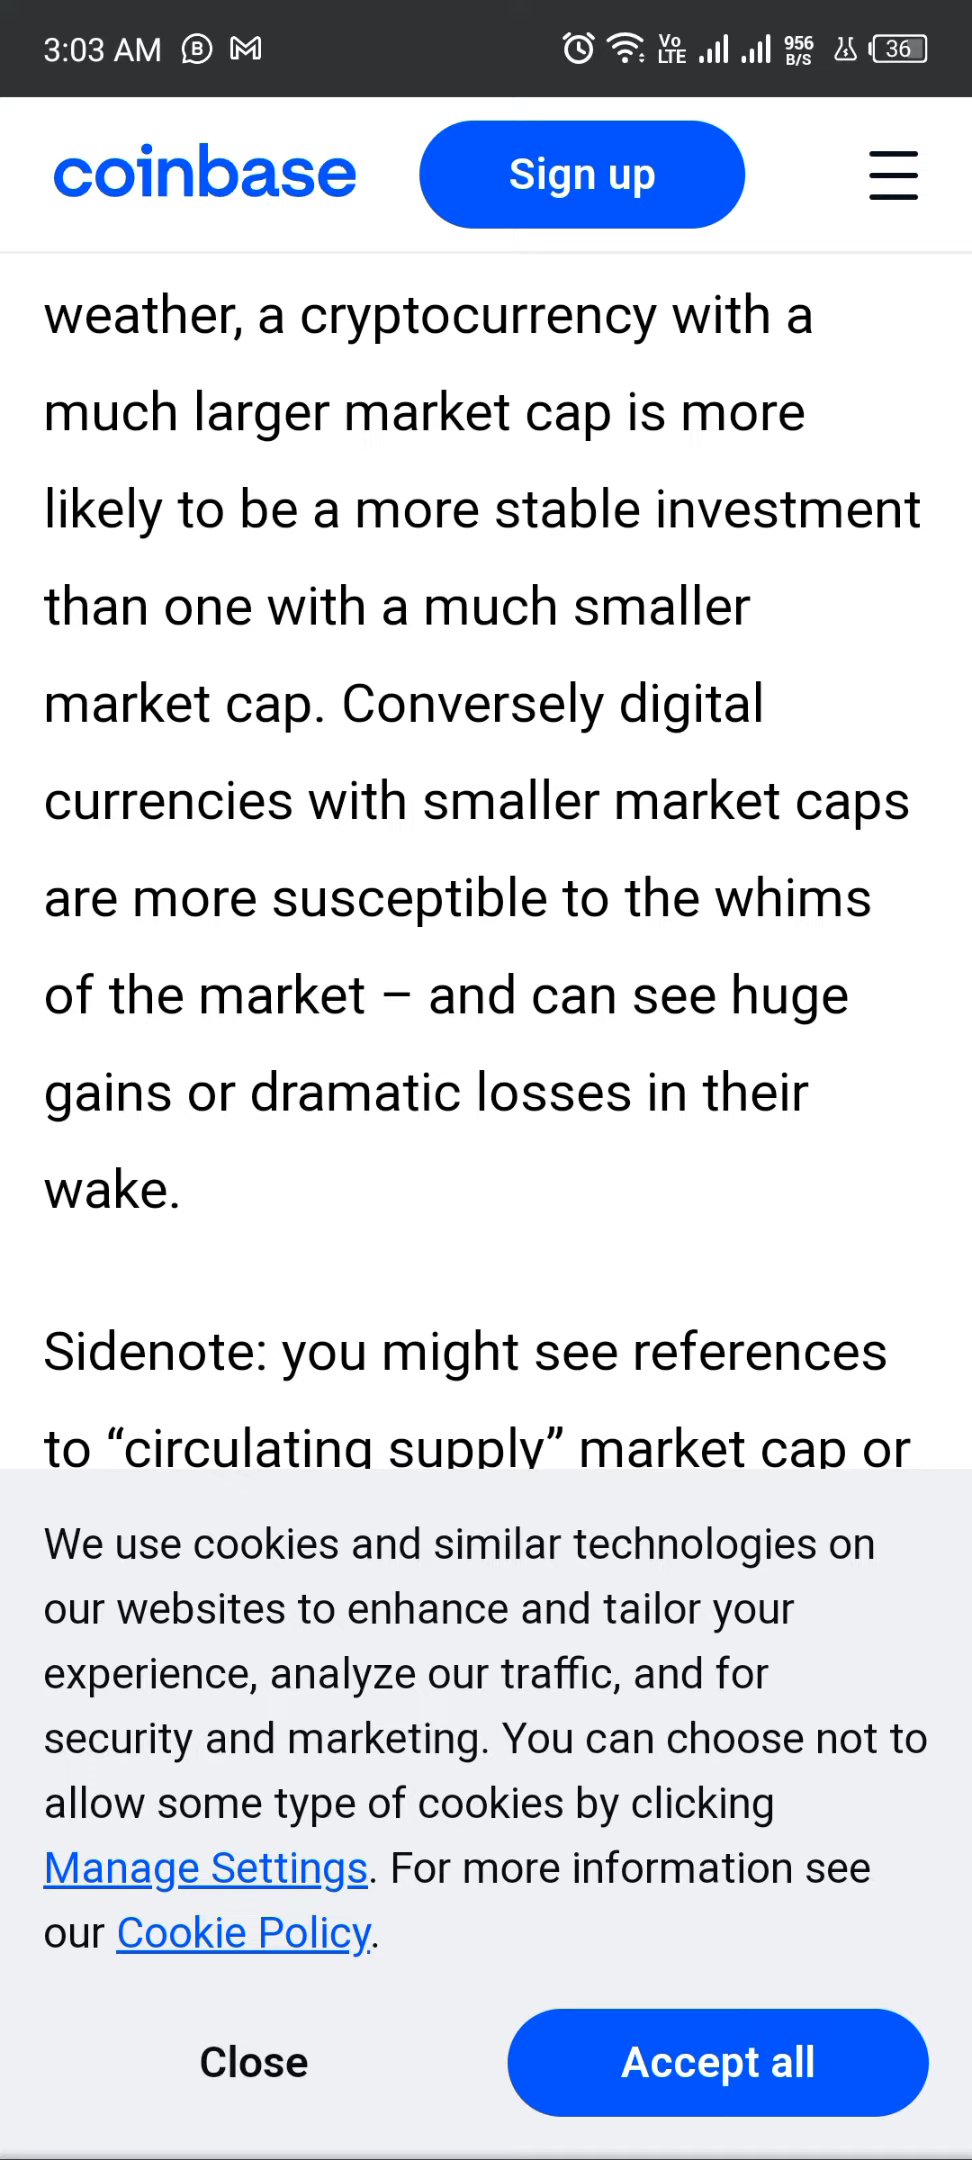 3:03 AM
Vo LTE
956 B/S
36
coinbase
Sign up
weather, a cryptocurrency with a
much larger market cap is more
likely to be a more stable investment
than one with a much smaller
market cap. Conversely digital
currencies with smaller market caps
are more susceptible to the whims
of the market – and can see huge
gains or dramatic losses in their
wake.
Sidenote: you might see references
to “circulating supply” market cap or
We use cookies and similar technologies on
our websites to enhance and tailor your
experience, analyze our traffic, and for
security and marketing. You can choose not to
allow some type of cookies by clicking
Manage Settings. For more information see
our Cookie Policy.
Close
Accept all